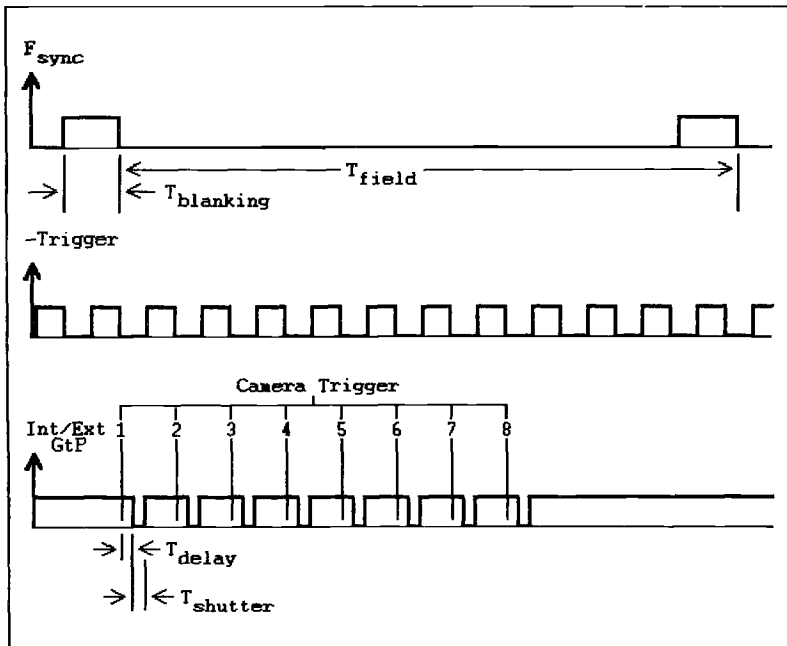 F sync
T field
T blanking
-Trigger
Camera Trigger
Int/Ext 1 2 3 4 5 6 7 8
GtP
T delay
T shutter